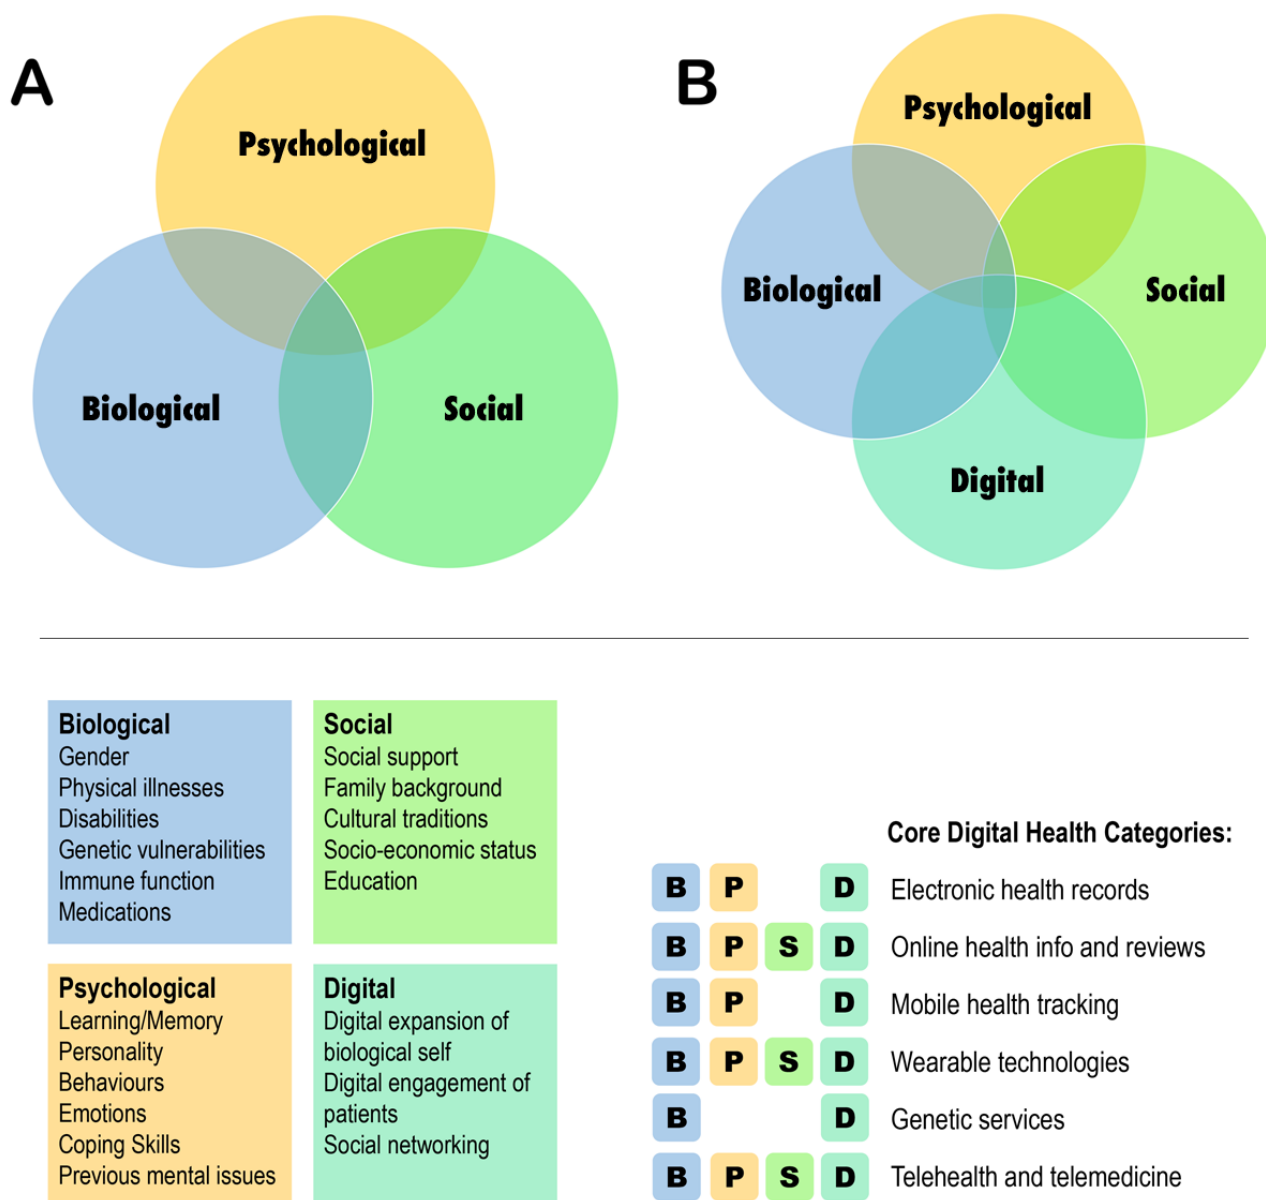 A
Psychological
Biological
Social
B
Psychological
Biological
Social
Digital
Biological
Gender
Physical illnesses
Disabilities
Genetic vulnerabilities
Immune function
Medications
Social
Social support
Family background
Cultural traditions
Socio-economic status
Education
Psychological
Learning/Memory
Personality
Behaviours
Emotions
Coping Skills
Previous mental issues
Digital
Digital expansion of
biological self
Digital engagement of
patients
Social networking
Core Digital Health Categories:
B P D Electronic health records
B P S D Online health info and reviews
B P D Mobile health tracking
B P S D Wearable technologies
B D Genetic services
B P S D Telehealth and telemedicine